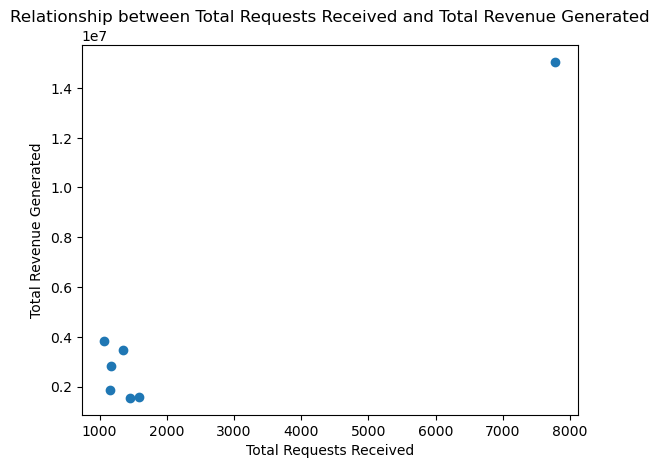 Relationship between Total Requests Received and Total Revenue Generated
1e7
1.4
1.2
1.0
0.8
0.6
0.4
0.2
Total Revenue Generated
1000 2000 3000 4000 5000 6000 7000 8000
Total Requests Received